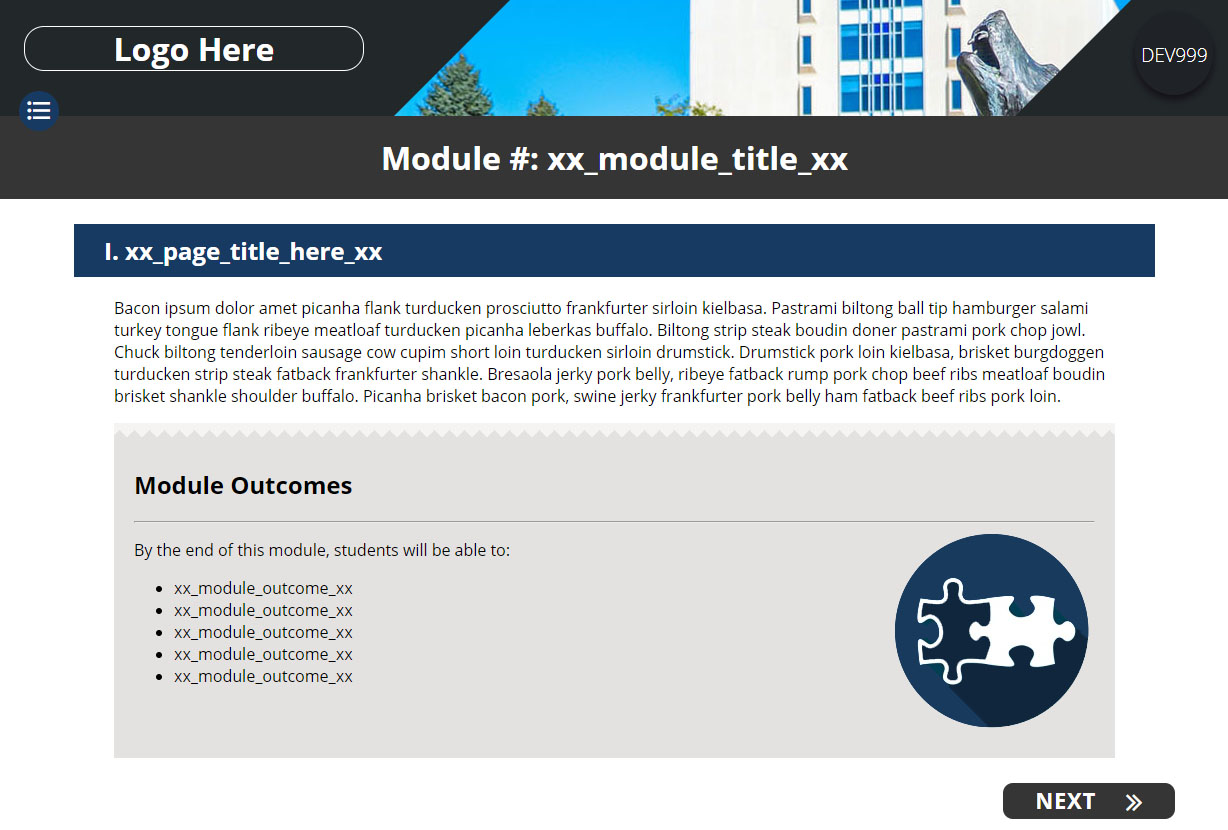 Logo Here
DEV999
Module #: xx_module_title_xx
I. xx_page_title_here_xx
Bacon ipsum dolor amet picanha flank turducken prosciutto frankfurter sirloin kielbasa. Pastrami biltong ball tip hamburger salami
turkey tongue flank ribeye meatloaf turducken picanha leberkas buffalo. Biltong strip steak boudin doner pastrami pork chop jowl.
Chuck biltong tenderloin sausage cow cupim short loin turducken sirloin drumstick. Drumstick pork loin kielbasa, brisket burgdoggen
turducken strip steak fatback frankfurter shankle. Bresaola jerky pork belly, ribeye fatback rump pork chop beef ribs meatloaf boudin
brisket shankle shoulder buffalo. Picanha brisket bacon pork, swine jerky frankfurter pork belly ham fatback beef ribs pork loin.
Module Outcomes
By the end of this module, students will be able to:
• xx_module_outcome_xx
• xx_module_outcome_xx
• xx_module_outcome_xx
• xx_module_outcome_xx
• xx_module_outcome_xx
NEXT